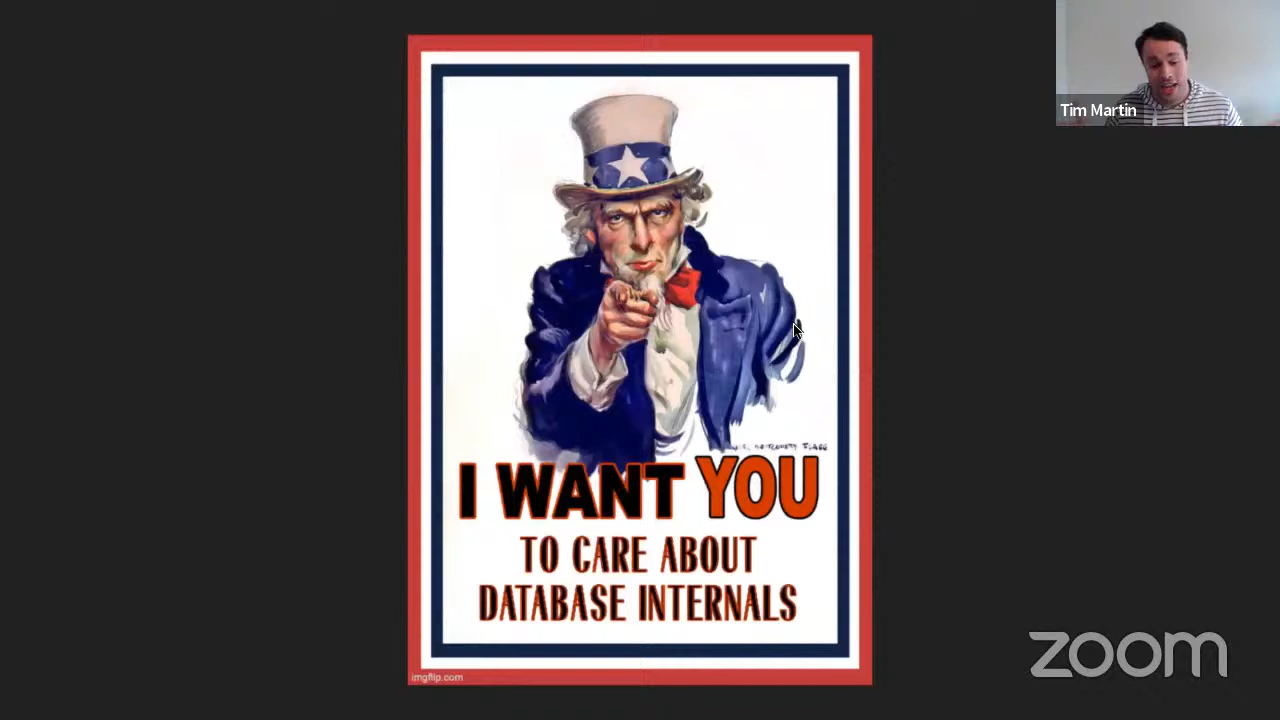 Tim Martin
I WANT YOU
TO CARE ABOUT
DATABASE INTERNALS
imgflip.com
zoom